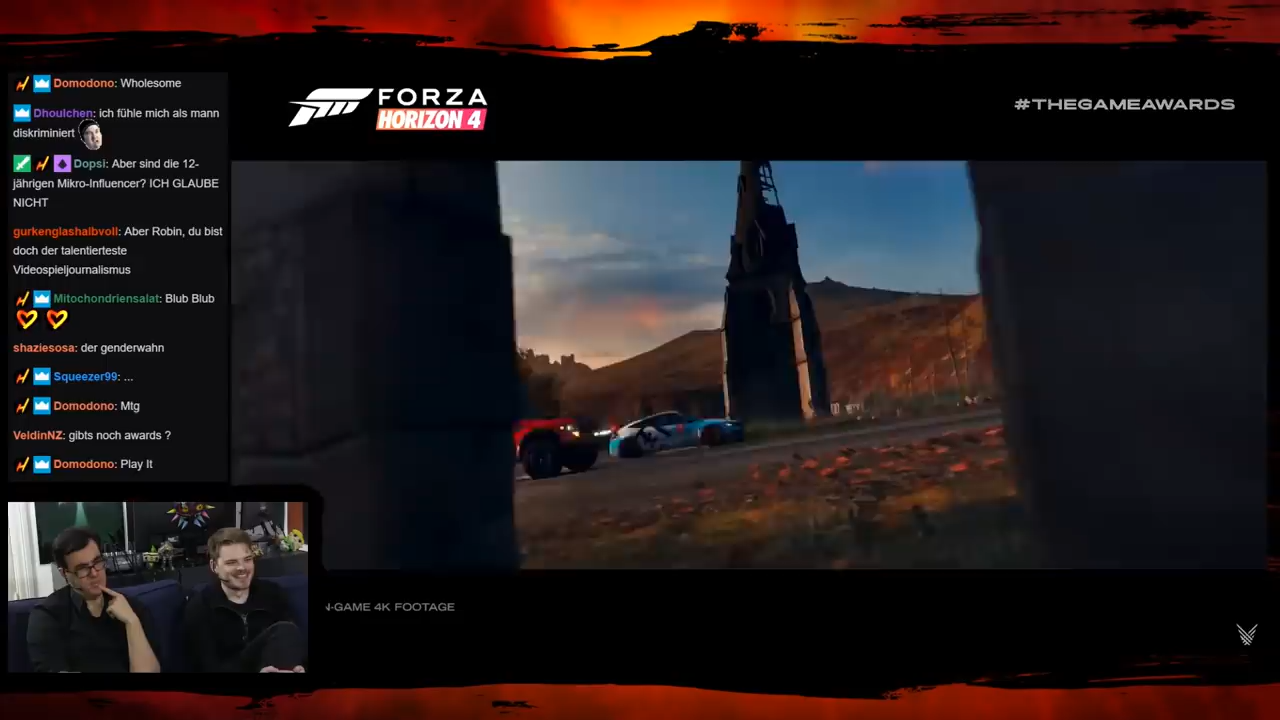 Domodono: Wholesome
Dhoulchen: ich fühle mich als mann
diskriminiert
Dopsi: Aber sind die 12-
jährigen Mikro-Influencer? ICH GLAUBE
NICHT
gurkenglashalbvoll: Aber Robin, du bist
doch der talentierteste
Videospieljournalismus
Mitochondriensalat: Blub Blub
shaziesosa: der genderwahn
Squeezer99: ...
Domodono: Mtg
VeldinNZ: gibts noch awards ?
Domodono: Play It
FORZA
HORIZON 4
#THEGAMEAWARDS
N-GAME 4K FOOTAGE